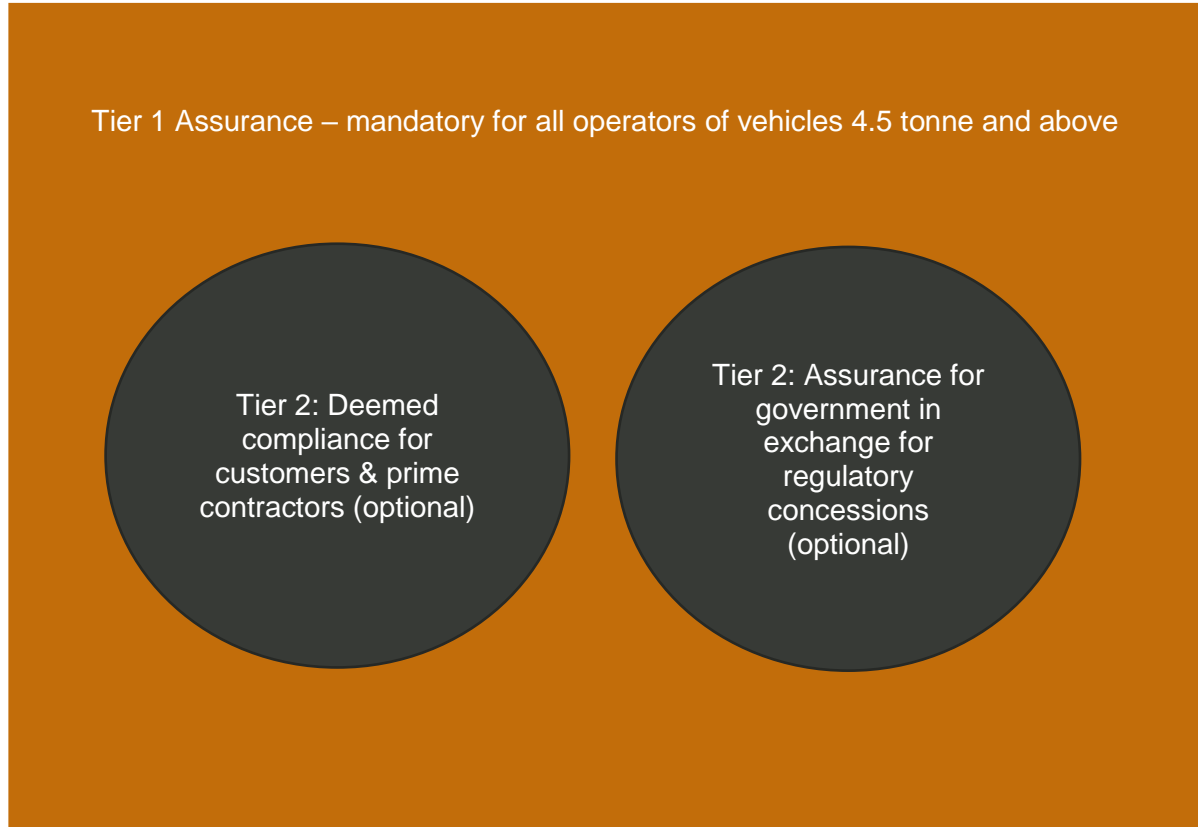 Tier 1 Assurance – mandatory for all operators of vehicles 4.5 tonne and above
Tier 2: Deemed
compliance for
customers & prime
contractors (optional)
Tier 2: Assurance for
government in
exchange for
regulatory
concessions
(optional)